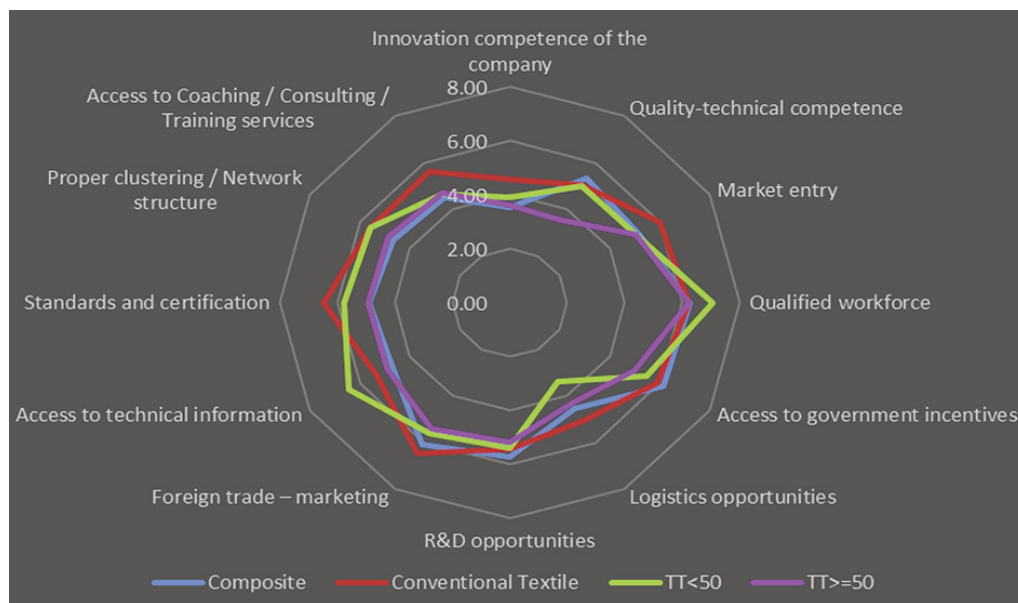 Innovation competence of the
company
8.00
Access to Coaching / Consulting /
Training services
Quality-technical competence
6.00
Proper clustering / Network
structure
Market entry
4.00
2.00
Standards and certification
0.00
Qualified workforce
Access to technical information
Access to government incentives
Foreign trade – marketing
Logistics opportunities
R&D opportunities
Composite
Conventional Textile
TT<50
TT>=50